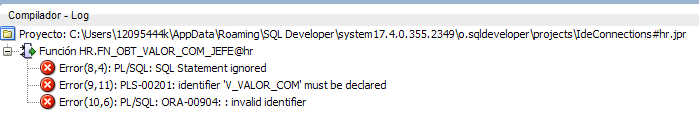 Compilador - Log
Proyecto: C:\Users\12095444k\AppData\Roaming\SQL Developer\system17.4.0.355.2349\o.sqldeveloper\projects\IdeConnections#hr.jpr
Función HR.FN_OBT_VALOR_COM_JEFE@hr
Error(8,4): PL/SQL: SQL Statement ignored
Error(9,11): PLS-00201: identifier 'V_VALOR_COM' must be declared
Error(10,6): PL/SQL: ORA-00904: : invalid identifier